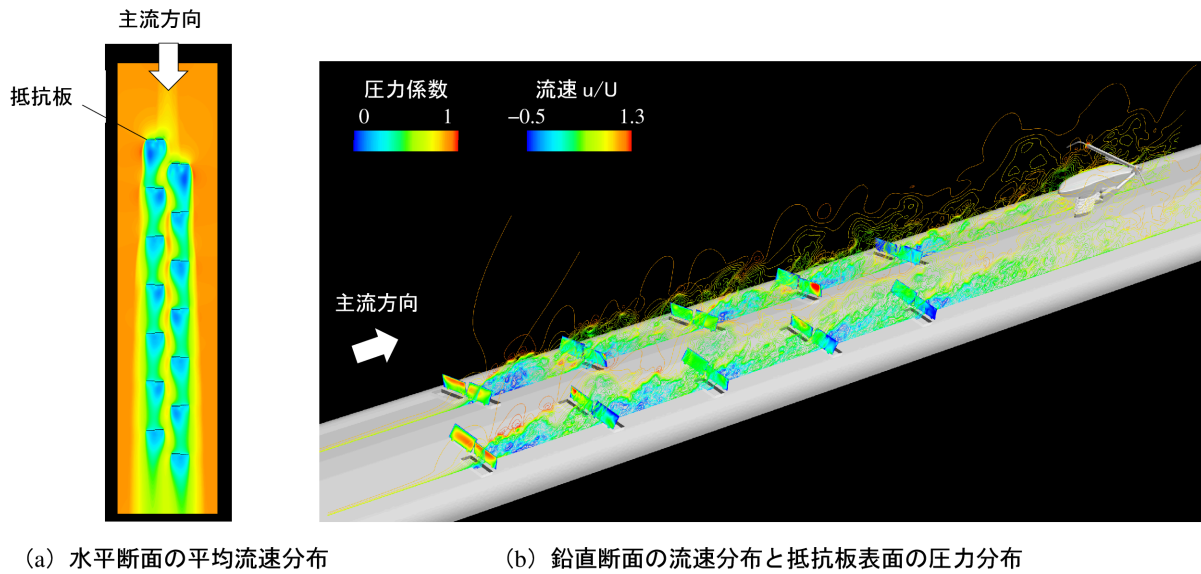 主流方向
抵抗板
圧力係数
0 1
流速 u/U
−0.5 1.3
主流方向
(a) 水平断面の平均流速分布
(b) 鉛直断面の流速分布と抵抗板表面の圧力分布